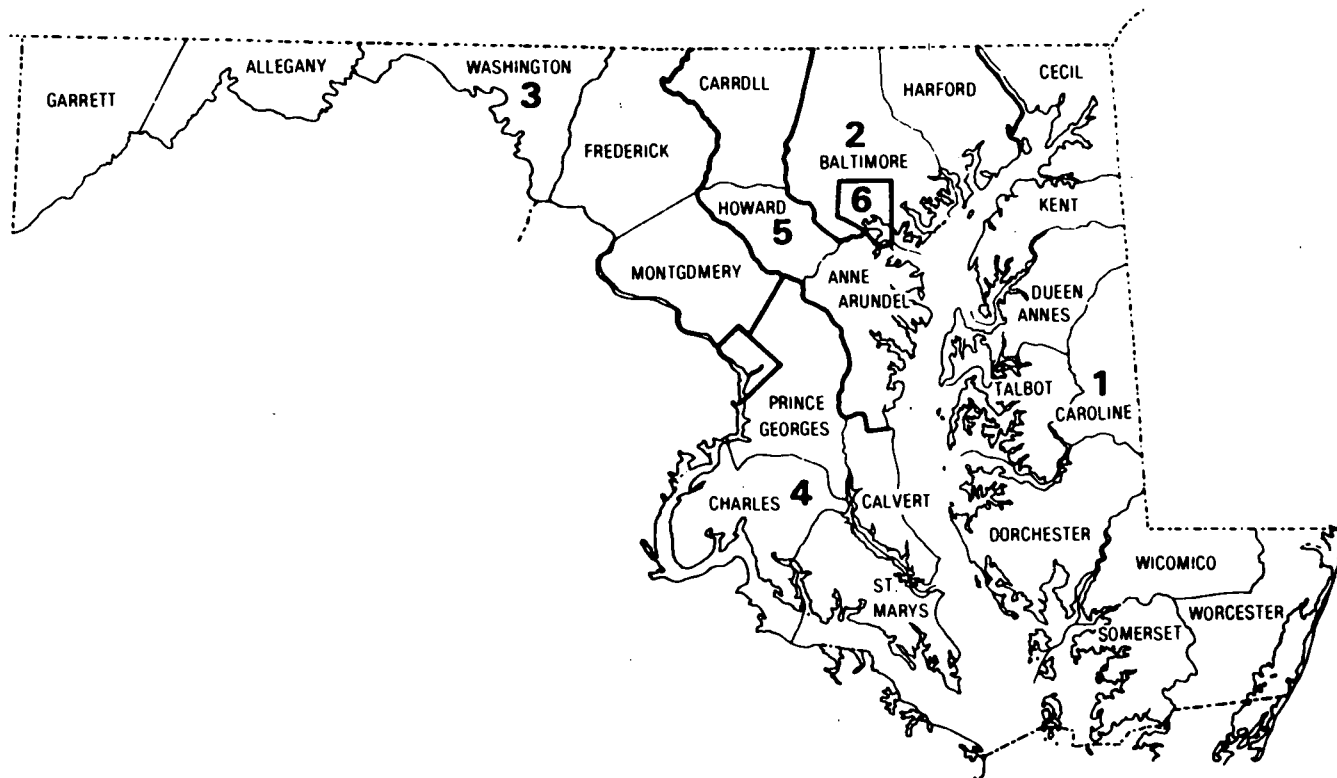 GARRETT
ALLEGANY
WASHINGTON
3
FREDERICK
CARROLL
2
BALTIMORE
HARFORD
CECIL
6
KENT
HOWARD
5
MONTGDMERY
ANNE
ARUNDEL
DUEEN
ANNES
TALBOT
1
CAROLINE
PRINCE
GEORGES
CHARLES
4
CALVERT
ST.
MARYS
DORCHESTER
WICOMICO
WORCESTER
SOMERSET